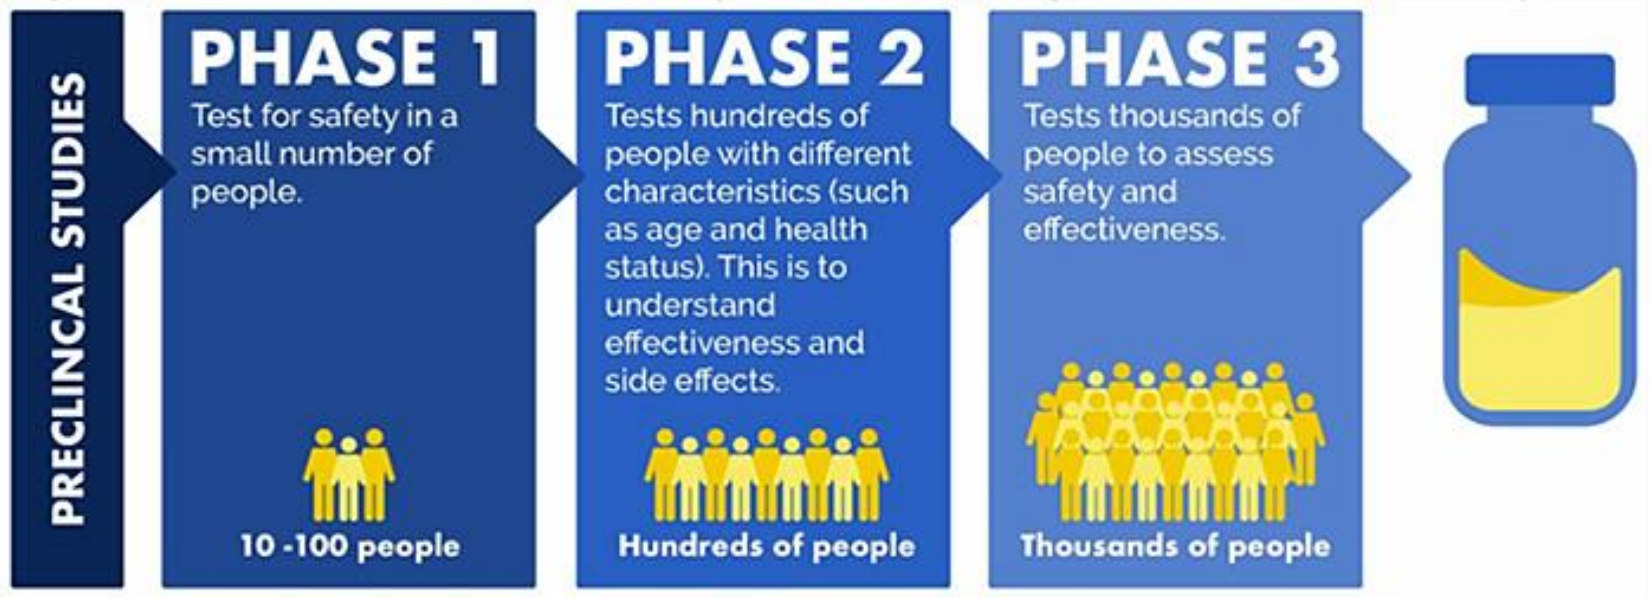 PRECLINCAL STUDIES
PHASE 1
Test for safety in a
small number of
people.
10 -100 people
PHASE 2
Tests hundreds of
people with different
characteristics (such
as age and health
status). This is to
understand
effectiveness and
side effects.
Hundreds of people
PHASE 3
Tests thousands of
people to assess
safety and
effectiveness.
Thousands of people